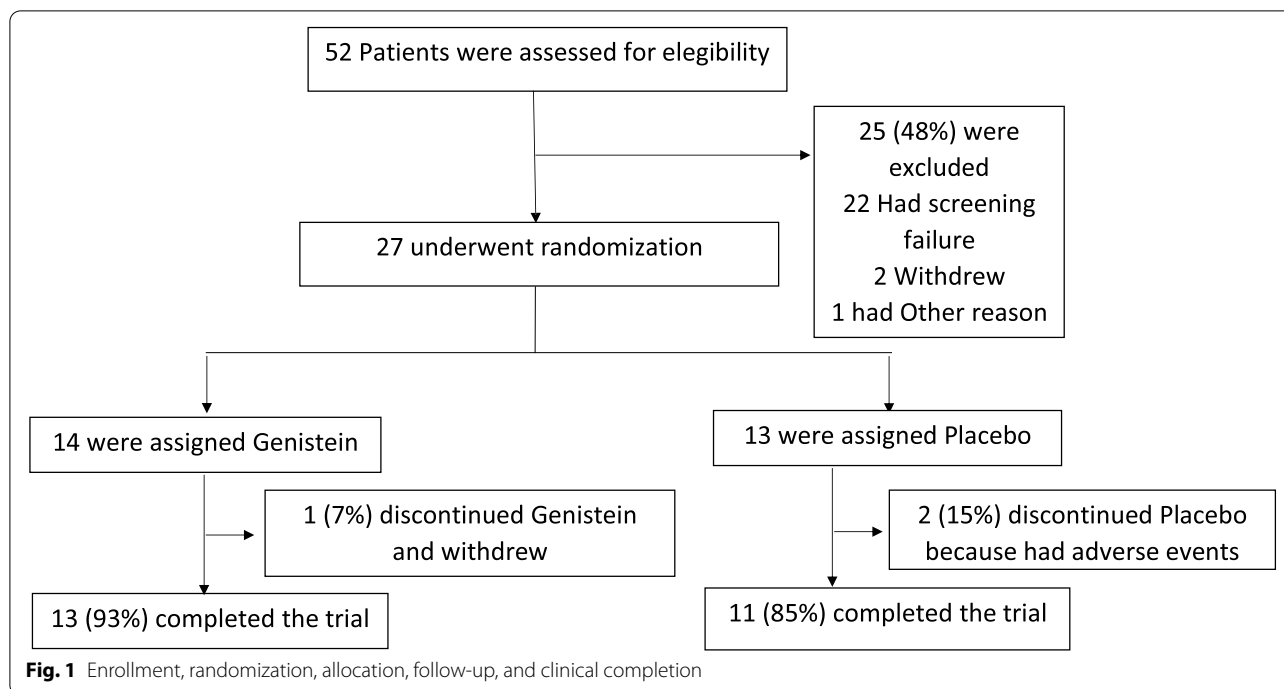 52 Patients were assessed for elegibility
25 (48%) were
excluded
22 Had screening
failure
2 Withdrew
1 had Other reason
27 underwent randomization
14 were assigned Genistein
13 were assigned Placebo
1 (7%) discontinued Genistein
and withdrew
2 (15%) discontinued Placebo
because had adverse events
13 (93%) completed the trial
11 (85%) completed the trial
Fig. 1 Enrollment, randomization, allocation, follow-up, and clinical completion